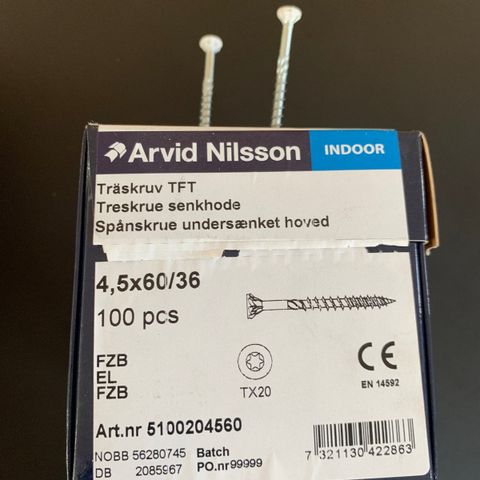 Arvid Nilsson INDOOR
Träskruv TFT
Treskrue senkhode
Spånskrue undersænket hoved
4,5x60/36
100 pcs
FZB
EL
FZB
TX20
CE
EN 14592
Art.nr 5100204560
NOBB 56280745 Batch
DB 2085967 PO.nr99999
7 321130 422863